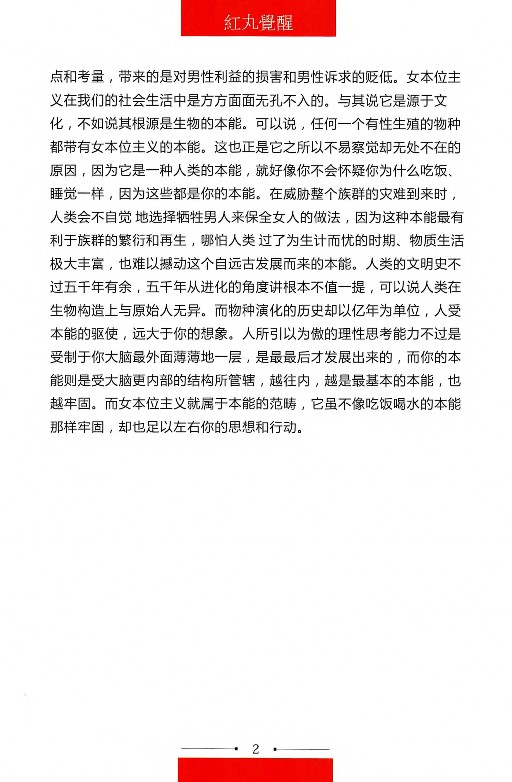 紅丸覺醒
点和考量，带来的是对男性利益的损害和男性诉求的贬低。女本位主
义在我们的社会生活中是方方面面无孔不入的。与其说它是源于文
化，不如说其根源是生物的本能。可以说，任何一个有性生殖的物种
都带有女本位主义的本能。这也正是它之所以不易察觉却无处不在的
原因，因为它是一种人类的本能，就好像你不会怀疑你为什么吃饭、
睡觉一样，因为这些都是你的本能。在威胁整个族群的灾难到来时，
人类会不自觉 地选择牺牲男人来保全女人的做法，因为这种本能最有
利于族群的繁衍和再生，哪怕人类 过了为生计而忧的时期、物质生活
极大丰富，也难以撼动这个自远古发展而来的本能。人类的文明史不
过五千年有余，五千年从进化的角度讲根本不值一提，可以说人类在
生物构造上与原始人无异。而物种演化的历史却以亿年为单位，人受
本能的驱使，远大于你的想象。人所引以为傲的理性思考能力不过是
受制于你大脑最外面薄薄地一层，是最最后才发展出来的，而你的本
能则是受大脑更内部的结构所管辖，越往内，越是最基本的本能，也
越牢固。而女本位主义就属于本能的范畴，它虽不像吃饭喝水的本能
那样牢固，却也足以左右你的思想和行动。
2